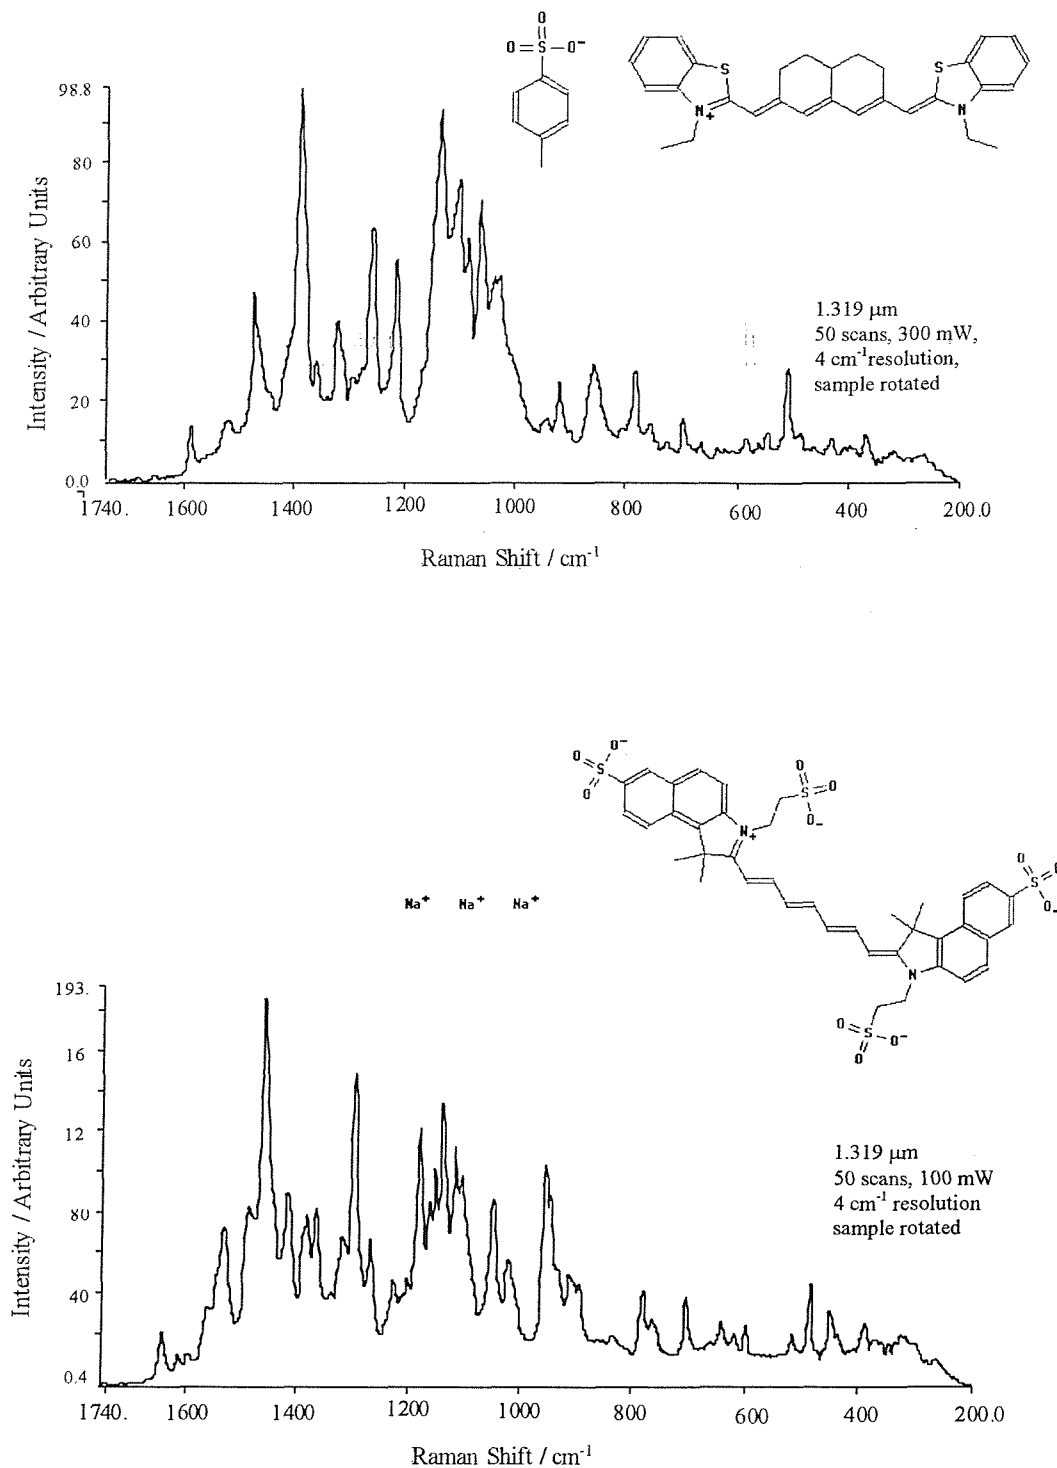 O
O=S—O⁻
O
S
N⁺
S
N
98.8
80
60
40
20
0.0
Intensity / Arbitrary Units
1.319 μm
50 scans, 300 mW,
4 cm⁻¹resolution,
sample rotated
1740. 1600 1400 1200 1000 800 600 400 200.0
Raman Shift / cm⁻¹
O O⁻
S
O
O
S O
O⁻
N⁺
Na⁺ Na⁺ Na⁺
O O
S
O⁻
N
O
S—O⁻
O
193.
16
12
80
40
0.4
Intensity / Arbitrary Units
1.319 μm
50 scans, 100 mW
4 cm⁻¹ resolution
sample rotated
1740. 1600 1400 1200 1000 800 600 400 200.0
Raman Shift / cm⁻¹